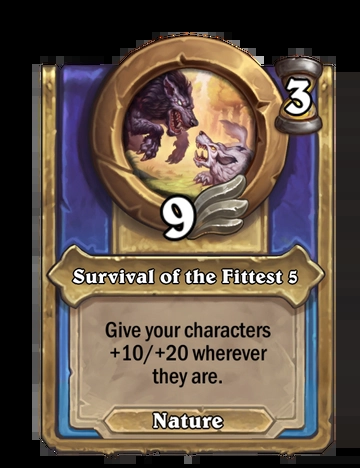 3
9
Survival of the Fittest 5
Give your characters
+10/+20 wherever
they are.
Nature